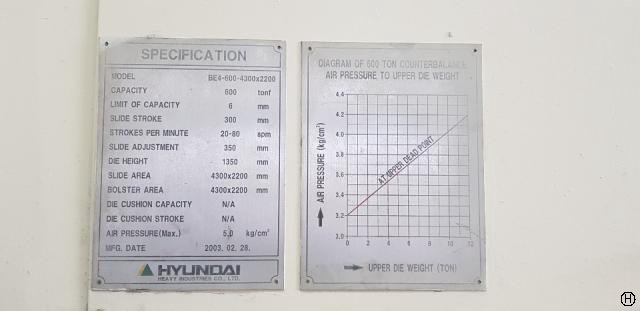 SPECIFICATION
MODEL BE4-600-4300x2200
CAPACITY 600 tonf
LIMIT OF CAPACITY 6 mm
SLIDE STROKE 300 mm
STROKES PER MINUTE 20-80 spm
SLIDE ADJUSTMENT 350 mm
DIE HEIGHT 1350 mm
SLIDE AREA 4300x2200 mm
BOLSTER AREA 4300x2200 mm
DIE CUSHION CAPACITY N/A
DIE CUSHION STROKE N/A
AIR PRESSURE(Max.) 5.0 kg/cm²
MFG. DATE 2003. 02. 28.
HYUNDAI
HEAVY INDUSTRIES CO., LTD.
DIAGRAM OF 600 TON COUNTERBALANCE
AIR PRESSURE TO UPPER DIE WEIGHT
AIR PRESSURE (kg/cm²)
4.4
4.2
4.0
3.8
3.6
3.4
3.2
3.0
AT UPPER DEAD POINT
0 2 4 6 8 10 12
UPPER DIE WEIGHT (TON)
H